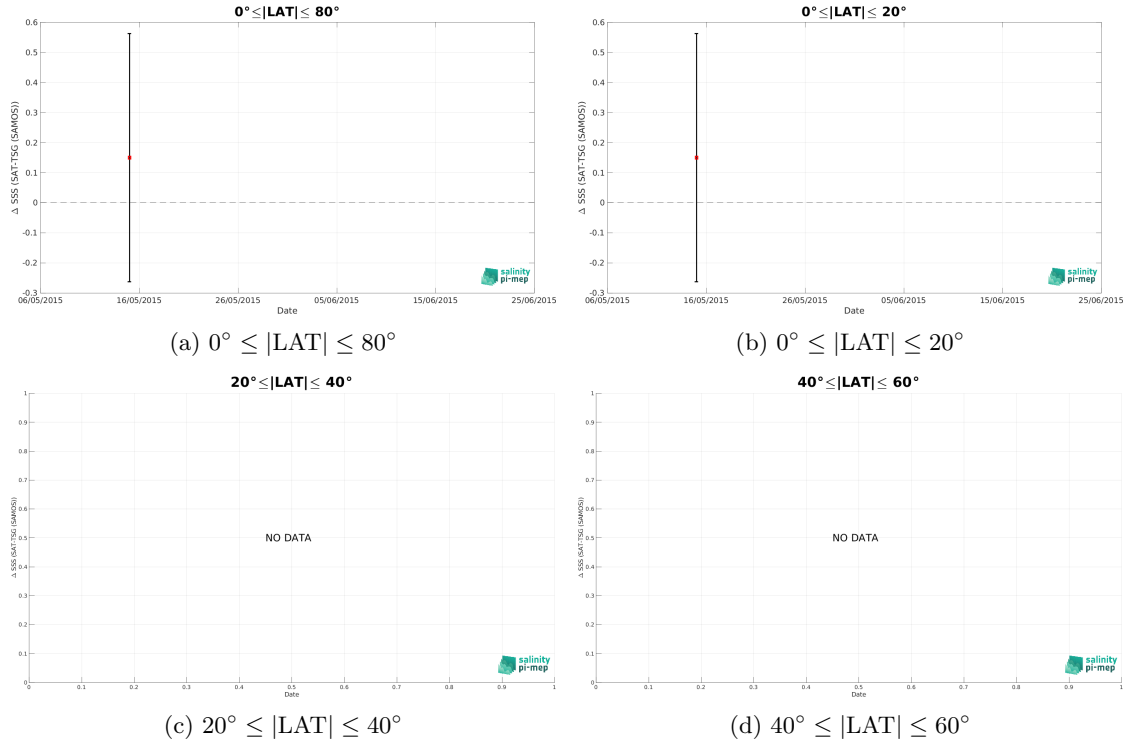 0°≤|LAT|≤ 80°
Δ SSS (SAT-TSG (SAMOS))
0.6
0.5
0.4
0.3
0.2
0.1
0
-0.1
-0.2
-0.3
06/05/2015 16/05/2015 26/05/2015 05/06/2015 15/06/2015 25/06/2015
Date
salinity
pi-mep
(a) 0° ≤ |LAT| ≤ 80°
0°≤|LAT|≤ 20°
Δ SSS (SAT-TSG (SAMOS))
0.6
0.5
0.4
0.3
0.2
0.1
0
-0.1
-0.2
-0.3
06/05/2015 16/05/2015 26/05/2015 05/06/2015 15/06/2015 25/06/2015
Date
salinity
pi-mep
(b) 0° ≤ |LAT| ≤ 20°
20°≤|LAT|≤ 40°
Δ SSS (SAT-TSG (SAMOS))
1
0.9
0.8
0.7
0.6
0.5
0.4
0.3
0.2
0.1
0
NO DATA
0 0.1 0.2 0.3 0.4 0.5 0.6 0.7 0.8 0.9 1
Date
salinity
pi-mep
(c) 20° ≤ |LAT| ≤ 40°
40°≤|LAT|≤ 60°
Δ SSS (SAT-TSG (SAMOS))
1
0.9
0.8
0.7
0.6
0.5
0.4
0.3
0.2
0.1
0
NO DATA
0 0.1 0.2 0.3 0.4 0.5 0.6 0.7 0.8 0.9 1
Date
salinity
pi-mep
(d) 40° ≤ |LAT| ≤ 60°